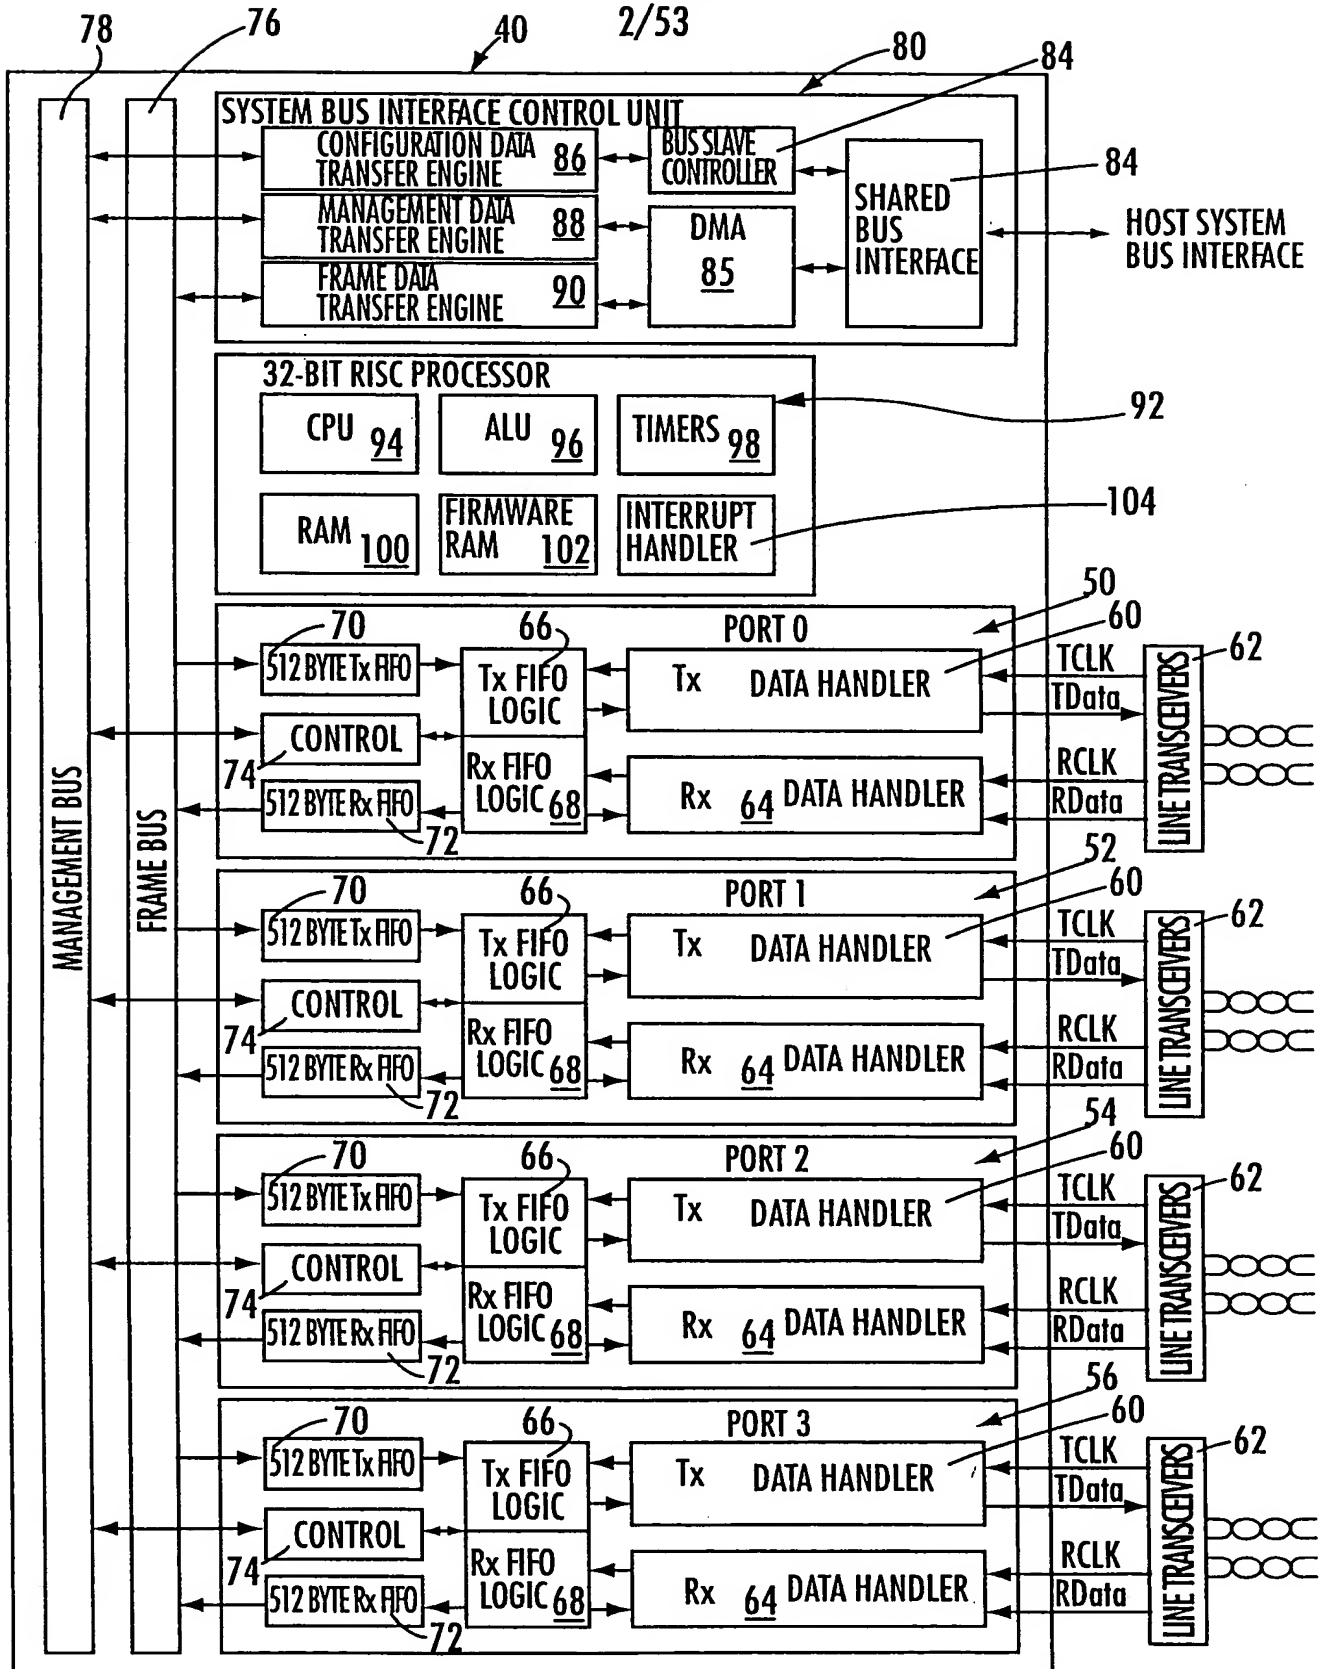 2/53
78
76
40
80
84
SYSTEM BUS INTERFACE CONTROL UNIT
CONFIGURATION DATA
TRANSFER ENGINE 86
BUS SLAVE
CONTROLLER
MANAGEMENT DATA
TRANSFER ENGINE 88
FRAME DATA
TRANSFER ENGINE 90
DMA
85
SHARED
BUS
INTERFACE
84
HOST SYSTEM
BUS INTERFACE
32-BIT RISC PROCESSOR
CPU 94
ALU 96
TIMERS 98
92
RAM 100
FIRMWARE
RAM 102
INTERRUPT
HANDLER
104
MANAGEMENT BUS
FRAME BUS
PORT 0
50
70
512 BYTE Tx FIFO
66
Tx FIFO
LOGIC
Tx DATA HANDLER
60
TCLK
TData
62
LINE TRANSCEIVERS
CONTROL
74
Rx FIFO
LOGIC 68
512 BYTE Rx FIFO
72
Rx 64 DATA HANDLER
RCLK
RData
PORT 1
52
70
512 BYTE Tx FIFO
66
Tx FIFO
LOGIC
Tx DATA HANDLER
60
TCLK
TData
62
LINE TRANSCEIVERS
CONTROL
74
Rx FIFO
LOGIC 68
512 BYTE Rx FIFO
72
Rx 64 DATA HANDLER
RCLK
RData
PORT 2
54
70
512 BYTE Tx FIFO
66
Tx FIFO
LOGIC
Tx DATA HANDLER
60
TCLK
TData
62
LINE TRANSCEIVERS
CONTROL
74
Rx FIFO
LOGIC 68
512 BYTE Rx FIFO
72
Rx 64 DATA HANDLER
RCLK
RData
PORT 3
56
70
512 BYTE Tx FIFO
66
Tx FIFO
LOGIC
Tx DATA HANDLER
60
TCLK
TData
62
LINE TRANSCEIVERS
CONTROL
74
Rx FIFO
LOGIC 68
512 BYTE Rx FIFO
72
Rx 64 DATA HANDLER
RCLK
RData